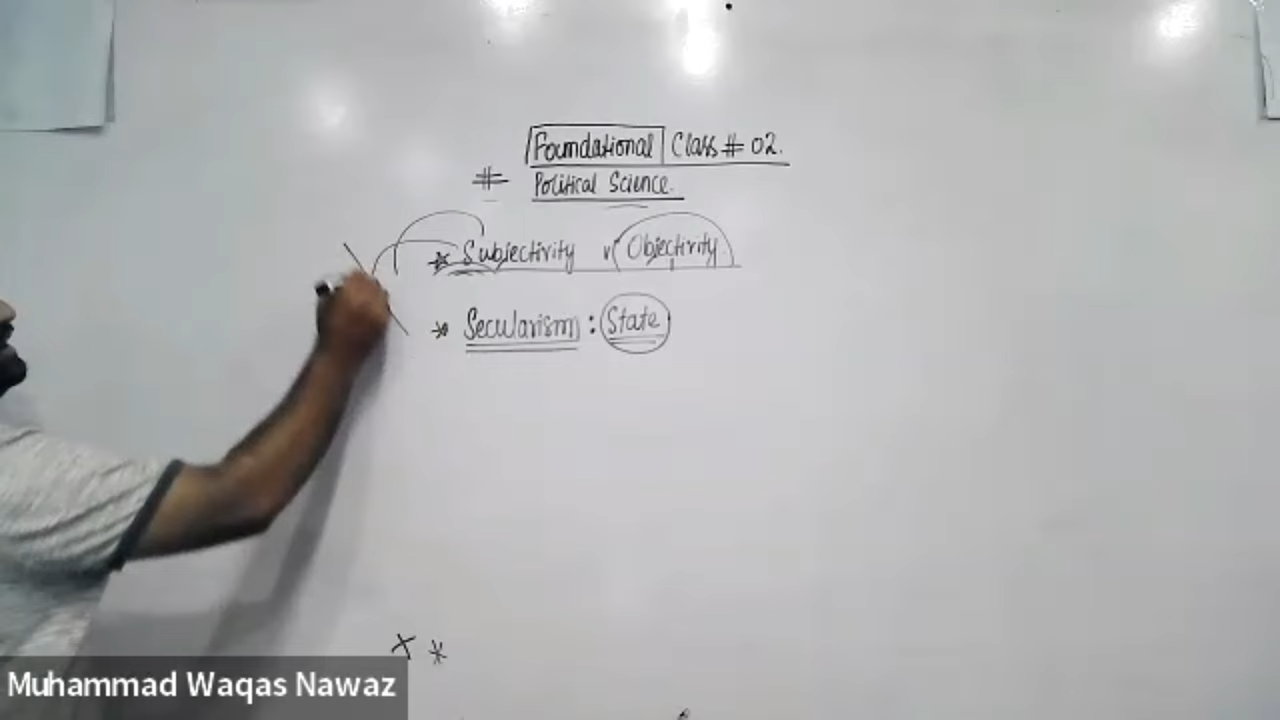 Foundational Class # 02.
# Political Science.
* Subjectivity v Objectivity
* Secularism : State
x *
Muhammad Waqas Nawaz